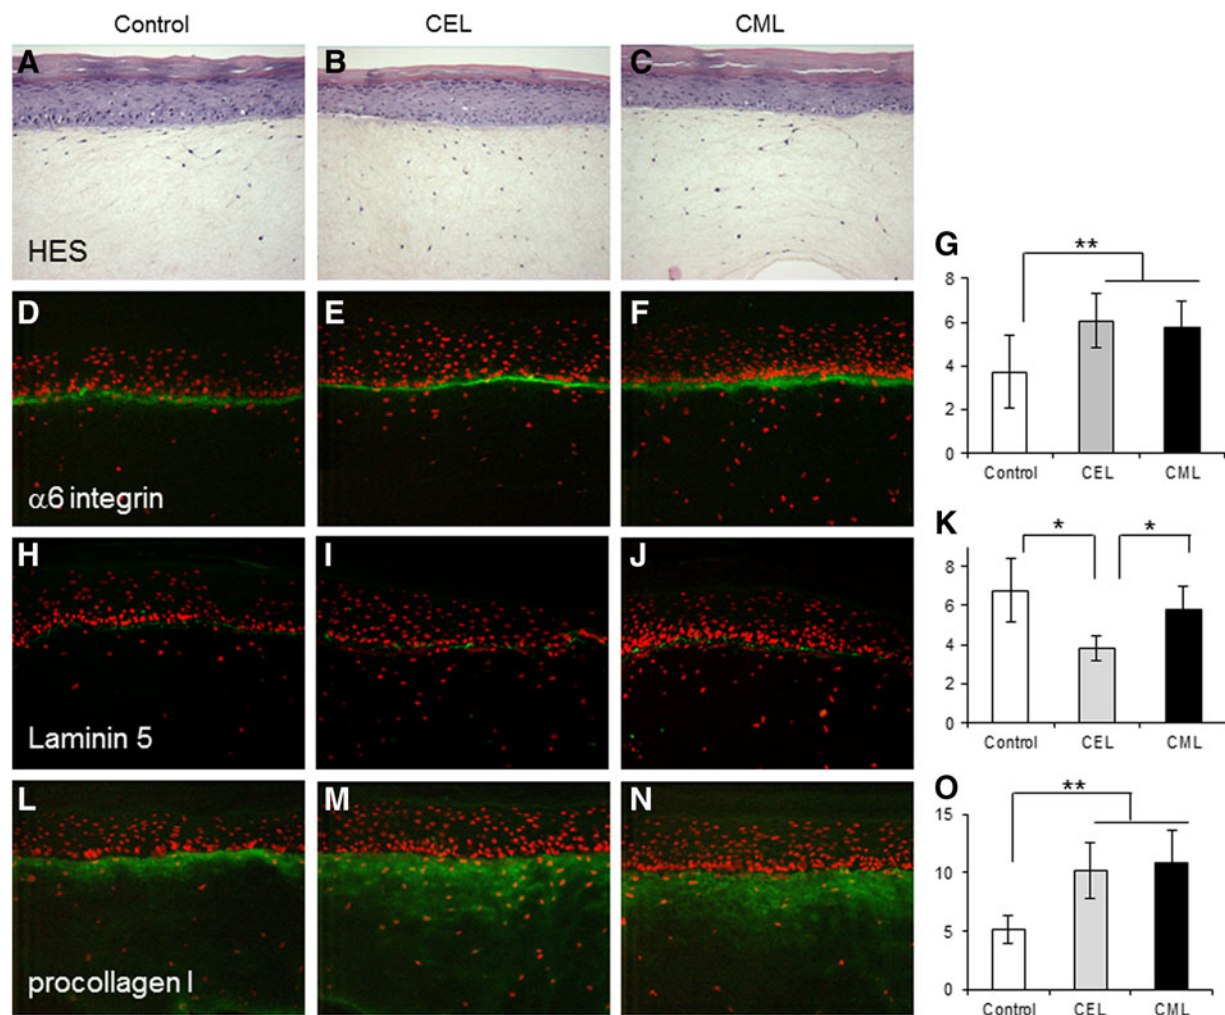 Control CEL CML
A B C
HES
D E F
α6 integrin
G
**
8
6
4
2
0
Control CEL CML
H I J
Laminin 5
K
* *
8
6
4
2
0
Control CEL CML
L M N
procollagen I
O
**
15
10
5
0
Control CEL CML